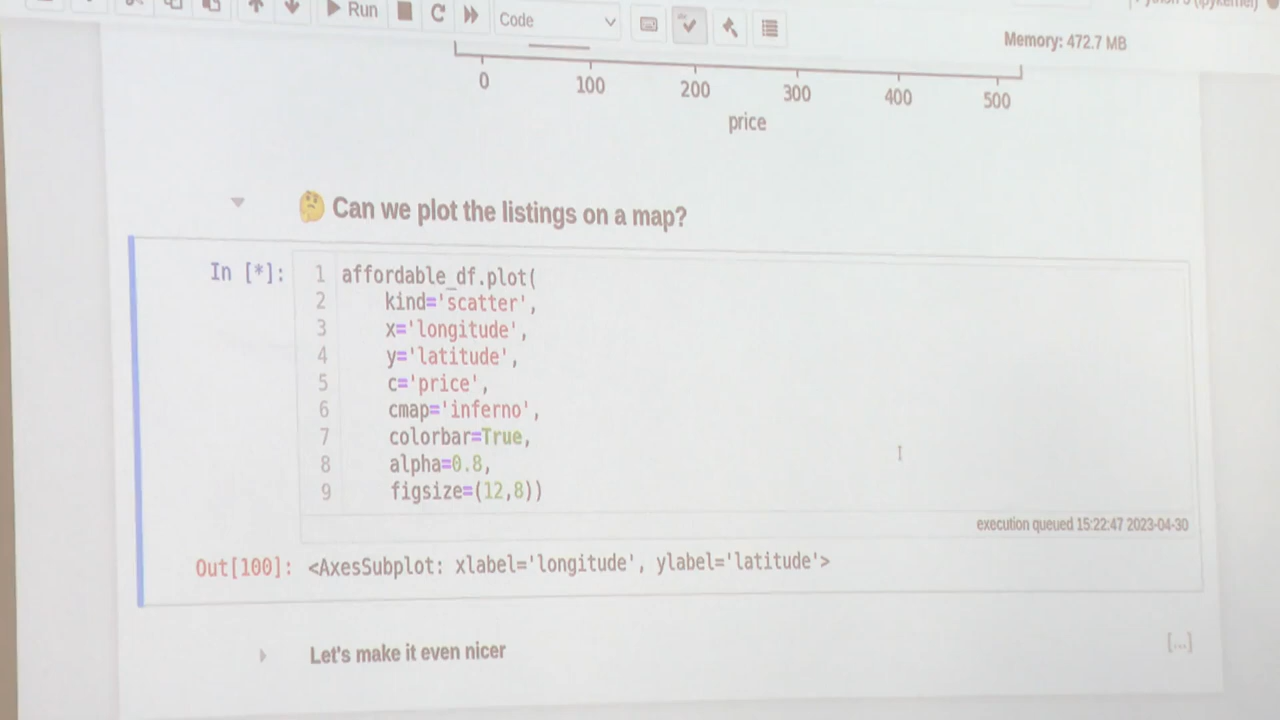 Run
Code
Memory: 472.7 MB
0 100 200 300 400 500
price
🤔 Can we plot the listings on a map?
In [*]:
1 affordable_df.plot(
2 kind='scatter',
3 x='longitude',
4 y='latitude',
5 c='price',
6 cmap='inferno',
7 colorbar=True,
8 alpha=0.8,
9 figsize=(12,8))
execution queued 15:22:47 2023-04-30
Out[100]: <AxesSubplot: xlabel='longitude', ylabel='latitude'>
Let's make it even nicer
[...]